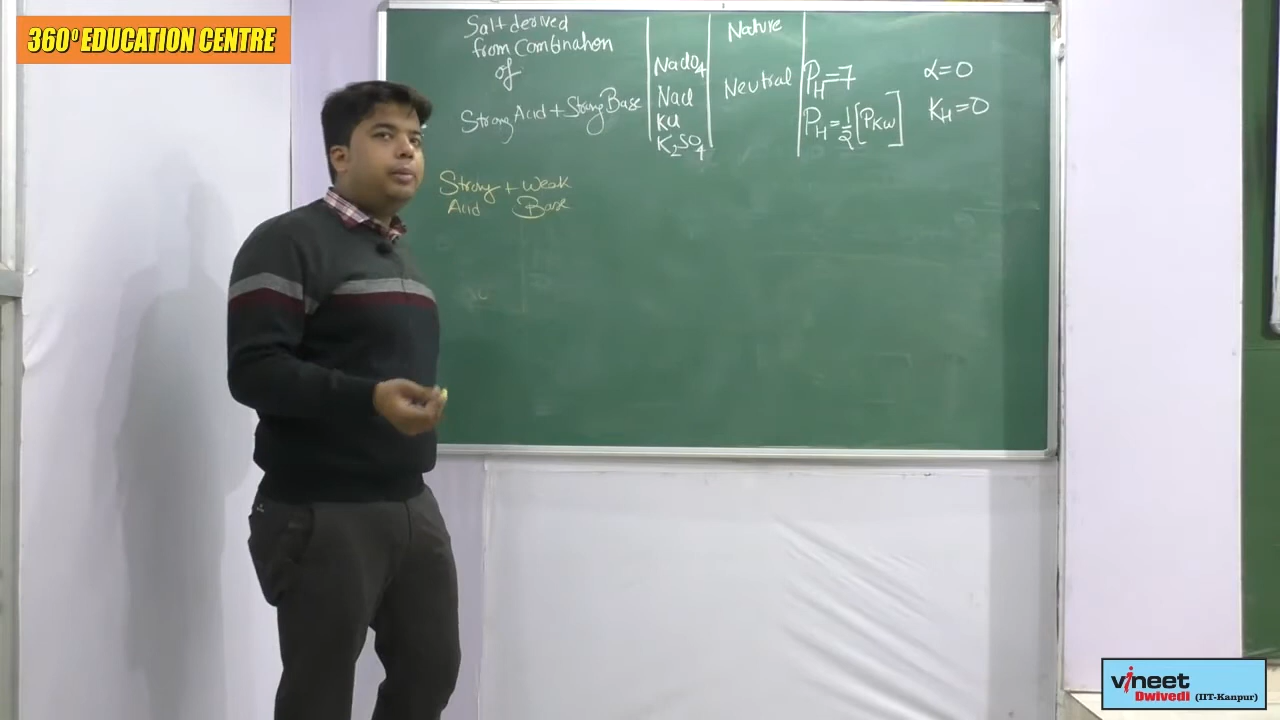 360⁰ EDUCATION CENTRE
Salt derived
from Combination
of
Strong Acid + Strong Base
NaClO4
NaCl
KCl
K2SO4
Nature
Neutral
PH=7
PH=1/2[PKw]
α=0
KH=0
Strong + Weak
Acid Base
vineet
Dwivedi (IIT-Kanpur)